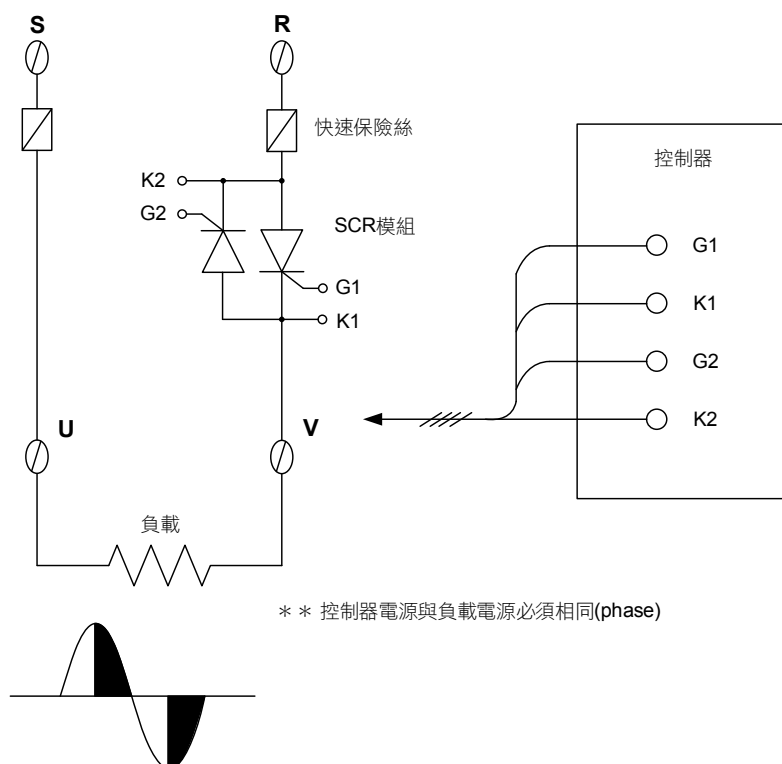 S
R
快速保險絲
控制器
K2
G2
SCR模組
G1
K1
G1
K1
G2
K2
U
V
負載
＊＊ 控制器電源與負載電源必須相同(phase)